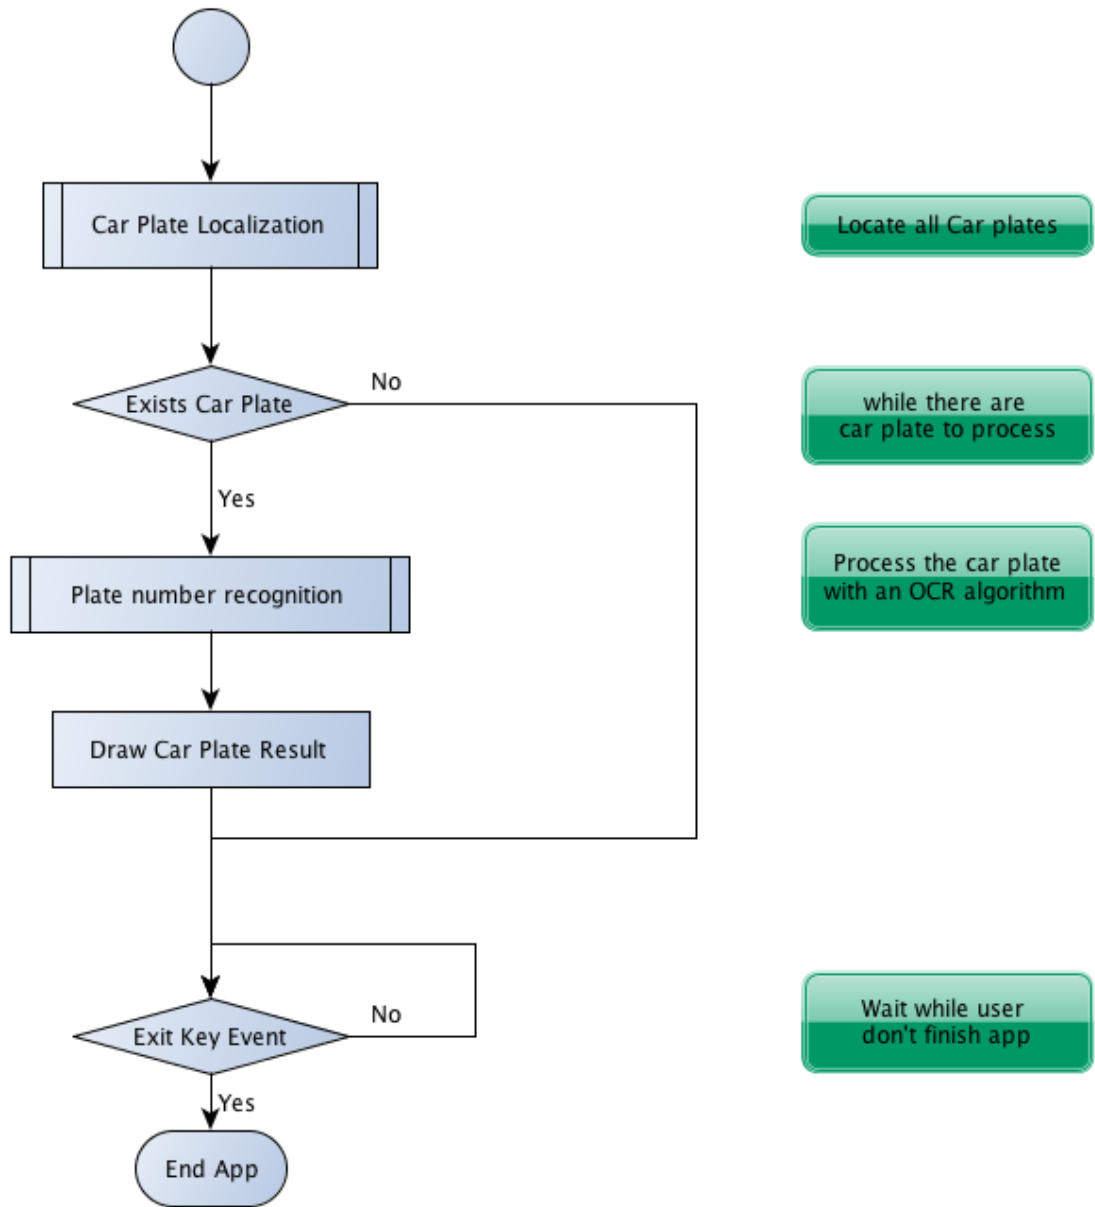 Car Plate Localization
Locate all Car plates
No
Exists Car Plate
while there are
car plate to process
Yes
Plate number recognition
Process the car plate
with an OCR algorithm
Draw Car Plate Result
No
Exit Key Event
Wait while user
don't finish app
Yes
End App